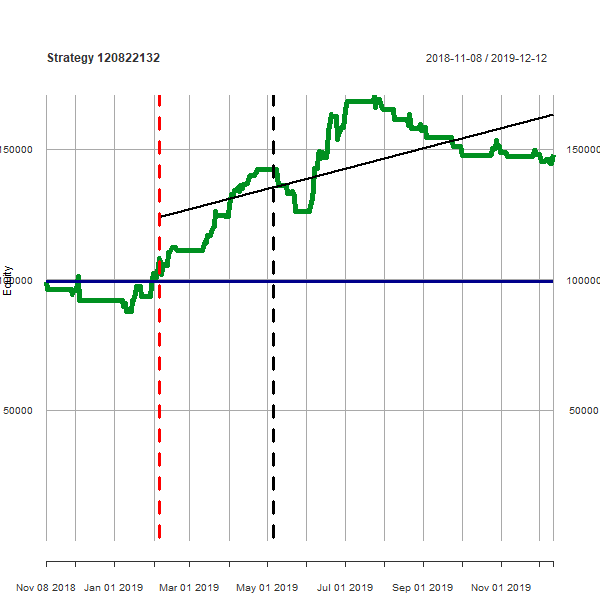 Strategy 120822132
2018-11-08 / 2019-12-12
150000
150000
100000
100000
Equity
50000
50000
Nov 08 2018
Jan 01 2019
Mar 01 2019
May 01 2019
Jul 01 2019
Sep 01 2019
Nov 01 2019